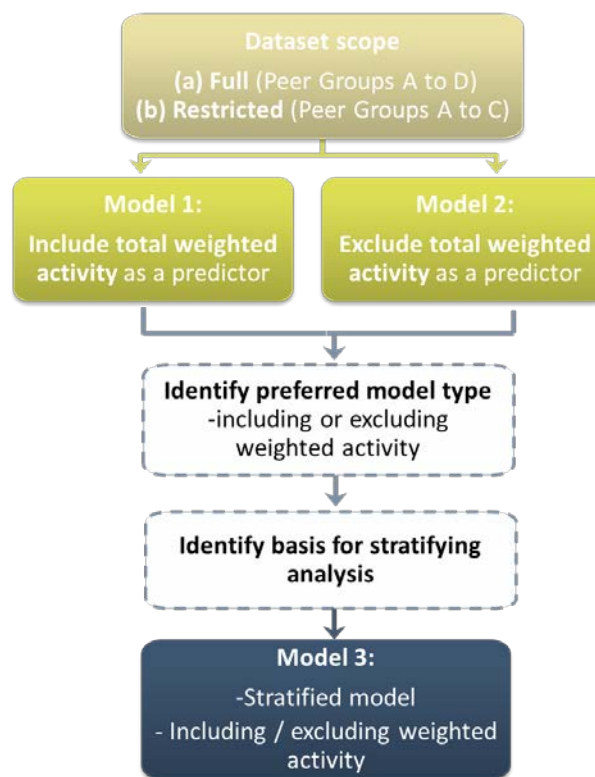 Dataset scope
(a) Full (Peer Groups A to D)
(b) Restricted (Peer Groups A to C)
Model 1:
Include total weighted
activity as a predictor
Model 2:
Exclude total weighted
activity as a predictor
Identify preferred model type
-including or excluding
weighted activity
Identify basis for stratifying
analysis
Model 3:
-Stratified model
- Including / excluding weighted
activity